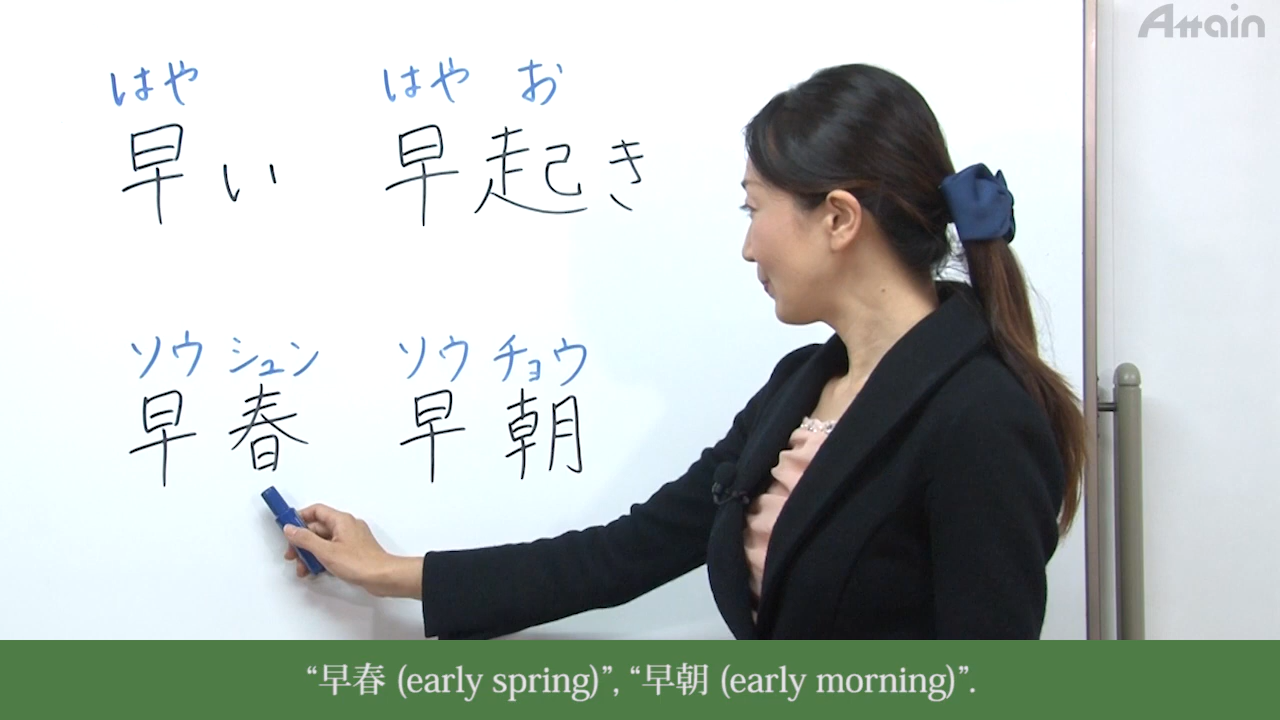 Attain
はや はや お
早い 早起き
ソウ シュン ソウ チョウ
早春 早朝
“早春 (early spring)”, “早朝 (early morning)”.